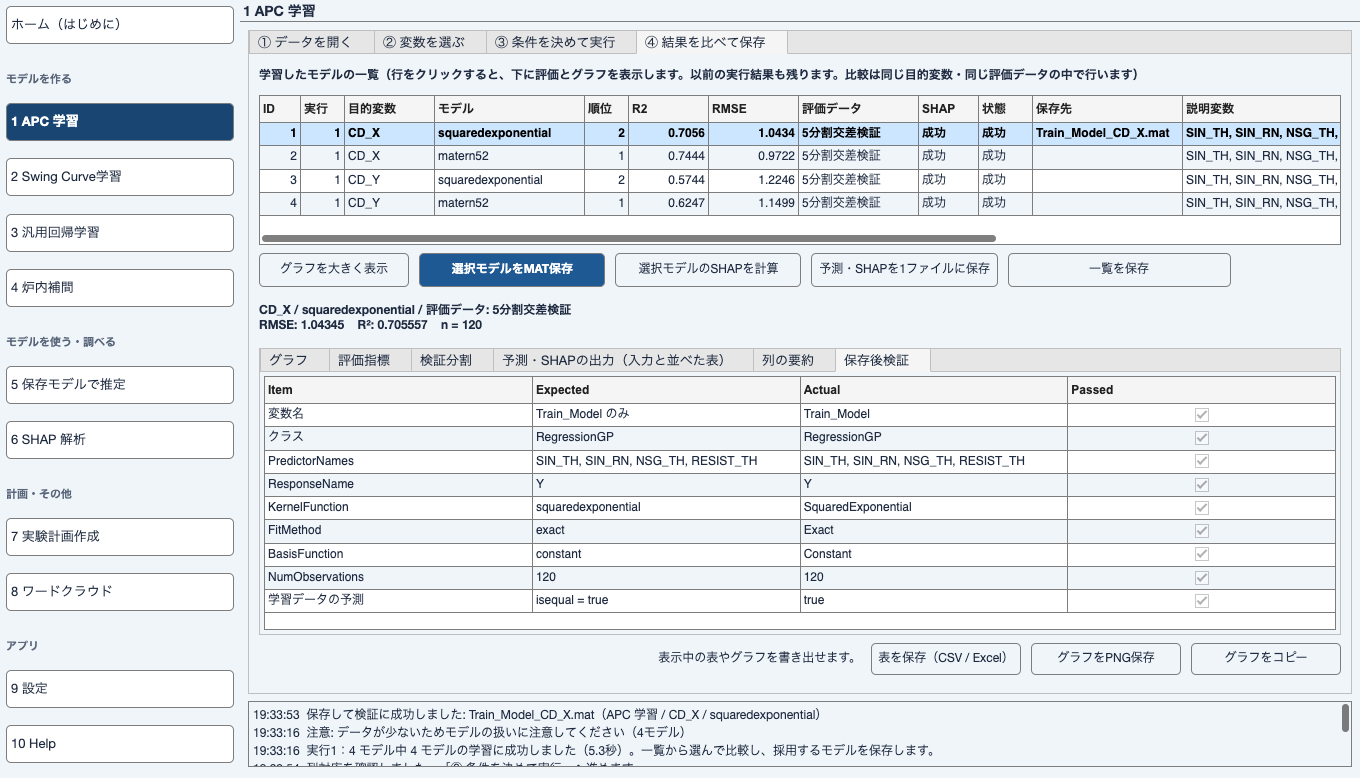 ホーム（はじめに）
モデルを作る
1 APC 学習
2 Swing Curve学習
3 汎用回帰学習
4 炉内補間
モデルを使う・調べる
5 保存モデルで推定
6 SHAP 解析
計画・その他
7 実験計画作成
8 ワードクラウド
アプリ
9 設定
10 Help
1 APC 学習
① データを開く ② 変数を選ぶ ③ 条件を決めて実行 ④ 結果を比べて保存
学習したモデルの一覧（行をクリックすると、下に評価とグラフを表示します。以前の実行結果も残ります。比較は同じ目的変数・同じ評価データの中で行います）
ID 実行 目的変数 モデル 順位 R2 RMSE 評価データ SHAP 状態 保存先 説明変数
1 1 CD_X squaredexponential 2 0.7056 1.0434 5分割交差検証 成功 成功 Train_Model_CD_X.mat SIN_TH, SIN_RN, NSG_TH,
2 1 CD_X matern52 1 0.7444 0.9722 5分割交差検証 成功 成功 SIN_TH, SIN_RN, NSG_TH,
3 1 CD_Y squaredexponential 2 0.5744 1.2246 5分割交差検証 成功 成功 SIN_TH, SIN_RN, NSG_TH,
4 1 CD_Y matern52 1 0.6247 1.1499 5分割交差検証 成功 成功 SIN_TH, SIN_RN, NSG_TH,
グラフを大きく表示 選択モデルをMAT保存 選択モデルのSHAPを計算 予測・SHAPを1ファイルに保存 一覧を保存
CD_X / squaredexponential / 評価データ: 5分割交差検証
RMSE: 1.04345 R²: 0.705557 n = 120
グラフ 評価指標 検証分割 予測・SHAPの出力（入力と並べた表） 列の要約 保存後検証
Item Expected Actual Passed
変数名 Train_Model のみ Train_Model
クラス RegressionGP RegressionGP
PredictorNames SIN_TH, SIN_RN, NSG_TH, RESIST_TH SIN_TH, SIN_RN, NSG_TH, RESIST_TH
ResponseName Y Y
KernelFunction squaredexponential SquaredExponential
FitMethod exact Exact
BasisFunction constant Constant
NumObservations 120 120
学習データの予測 isequal = true true
表示中の表やグラフを書き出せます。 表を保存（CSV / Excel） グラフをPNG保存 グラフをコピー
19:33:53 保存して検証に成功しました: Train_Model_CD_X.mat（APC 学習 / CD_X / squaredexponential）
19:33:16 注意: データが少ないためモデルの扱いに注意してください（4モデル）
19:33:16 実行1：4 モデル中 4 モデルの学習に成功しました（5.3秒）。一覧から選んで比較し、採用するモデルを保存します。